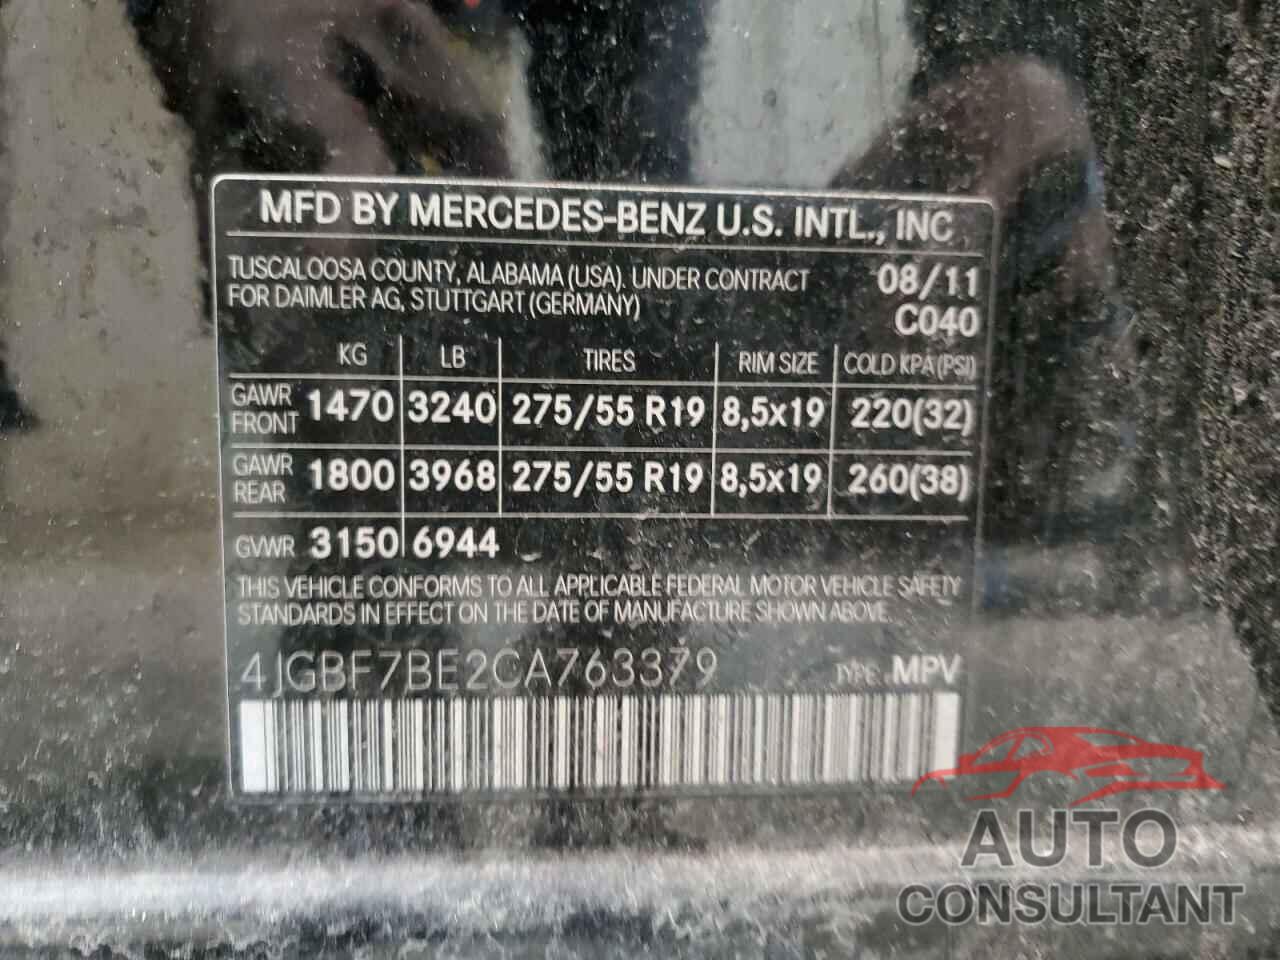 MFD BY MERCEDES-BENZ U.S. INTL., INC
TUSCALOOSA COUNTY, ALABAMA (USA). UNDER CONTRACT 08/11
FOR DAIMLER AG, STUTTGART (GERMANY) C040
KG LB TIRES RIM SIZE COLD KPA (PSI)
GAWR FRONT 1470 3240 275/55 R19 8,5x19 220(32)
GAWR REAR 1800 3968 275/55 R19 8,5x19 260(38)
GVWR 3150 6944
THIS VEHICLE CONFORMS TO ALL APPLICABLE FEDERAL MOTOR VEHICLE SAFETY
STANDARDS IN EFFECT ON THE DATE OF MANUFACTURE SHOWN ABOVE.
4JGBF7BE2CA763379 TYPE: MPV
AUTO
CONSULTANT